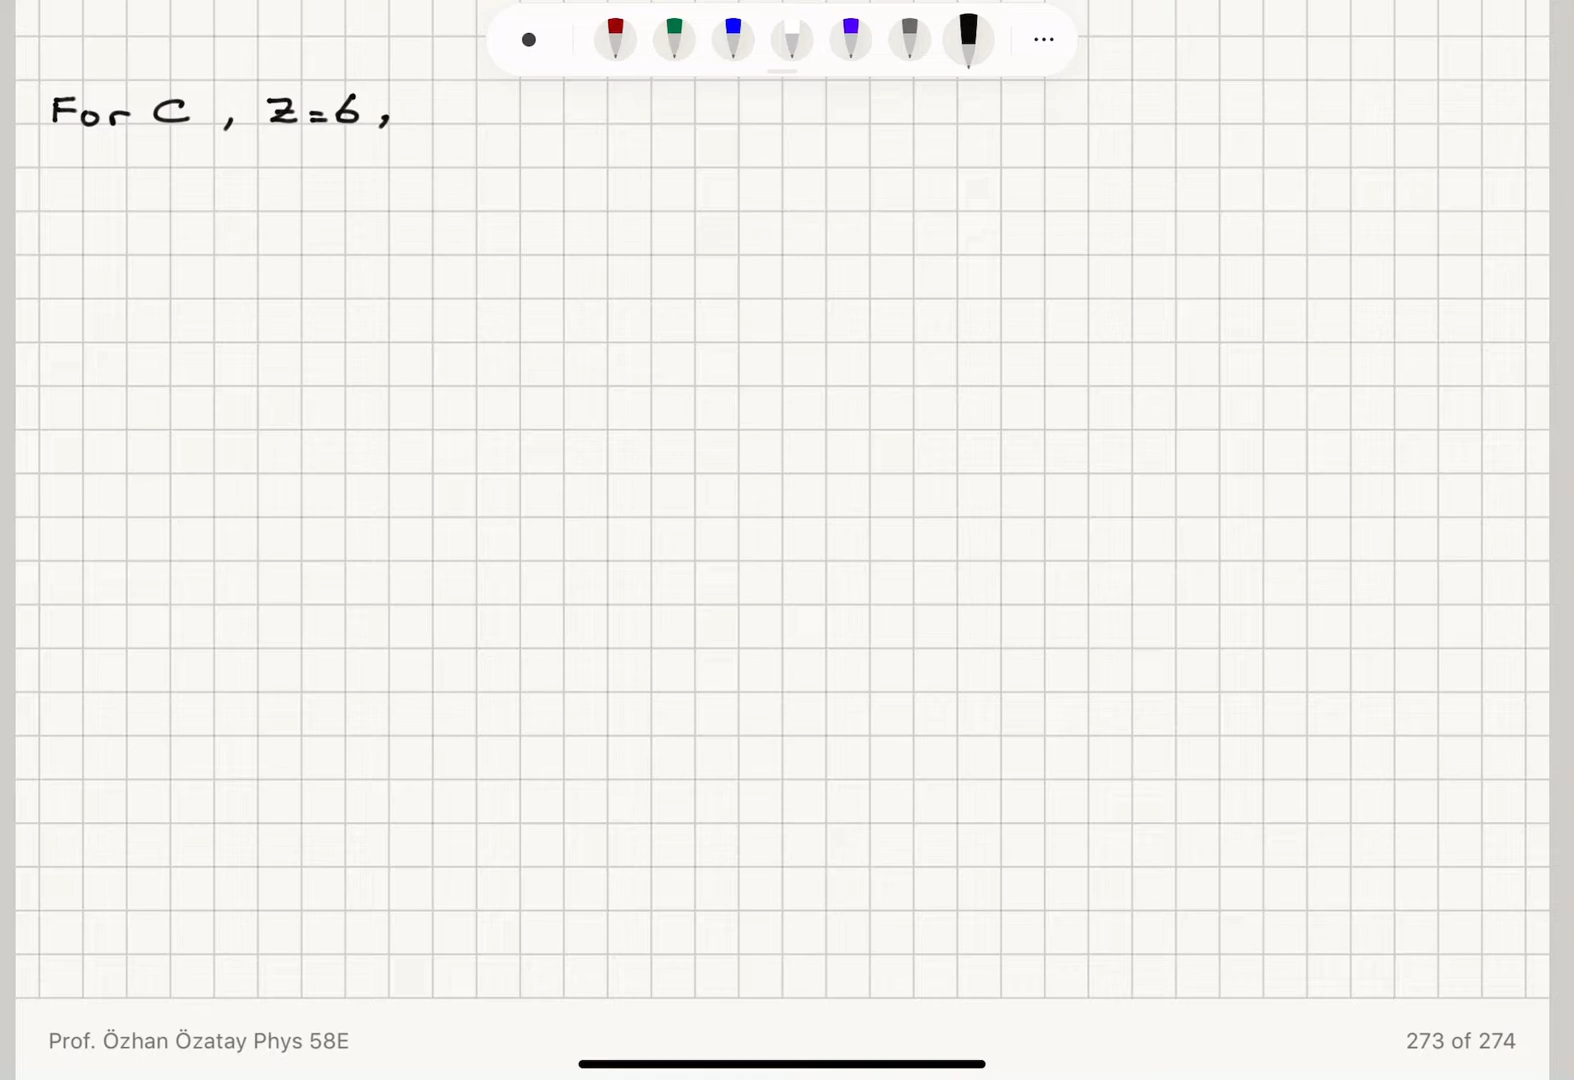 For C , Z=6,
Prof. Özhan Özatay Phys 58E
273 of 274